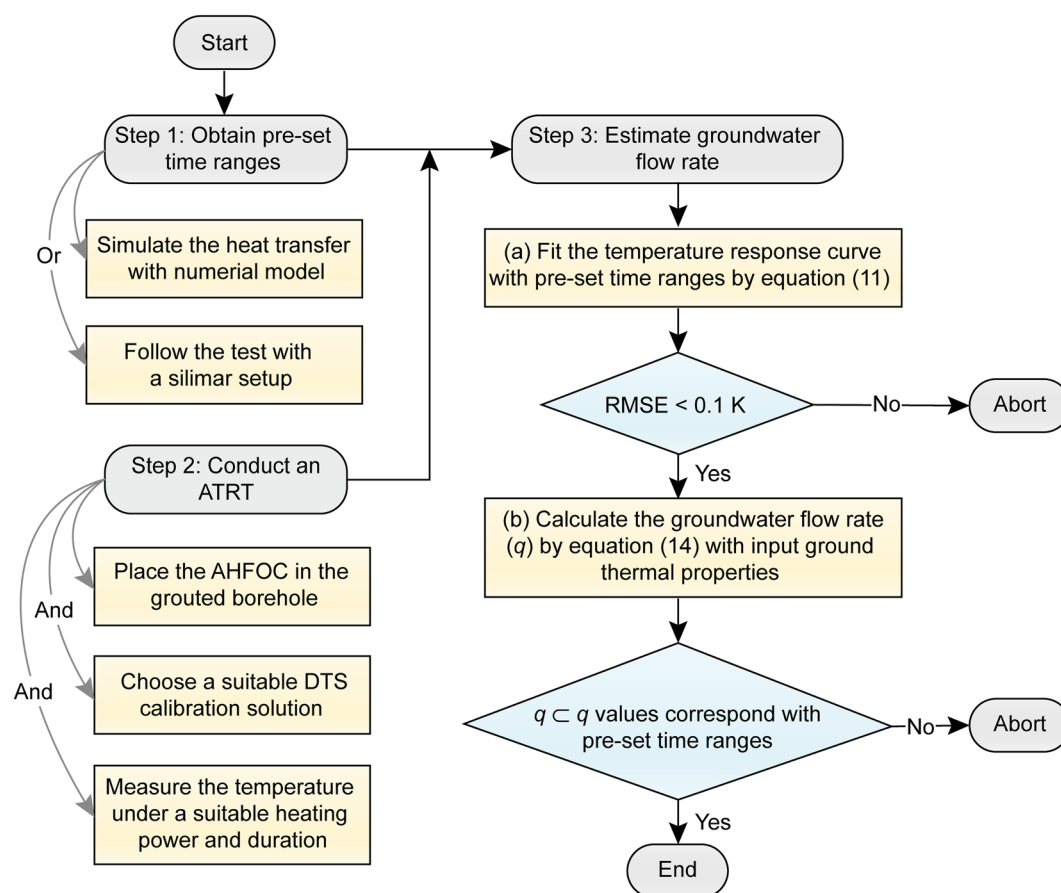 Start
Step 1: Obtain pre-set
time ranges
Or
Simulate the heat transfer
with numerial model
Follow the test with
a silimar setup
Step 2: Conduct an
ATRT
Place the AHFOC in the
grouted borehole
And
Choose a suitable DTS
calibration solution
And
Measure the temperature
under a suitable heating
power and duration
Step 3: Estimate groundwater
flow rate
(a) Fit the temperature response curve
with pre-set time ranges by equation (11)
RMSE < 0.1 K
No
Abort
Yes
(b) Calculate the groundwater flow rate
(q) by equation (14) with input ground
thermal properties
q ⊂ q values correspond with
pre-set time ranges
No
Abort
Yes
End